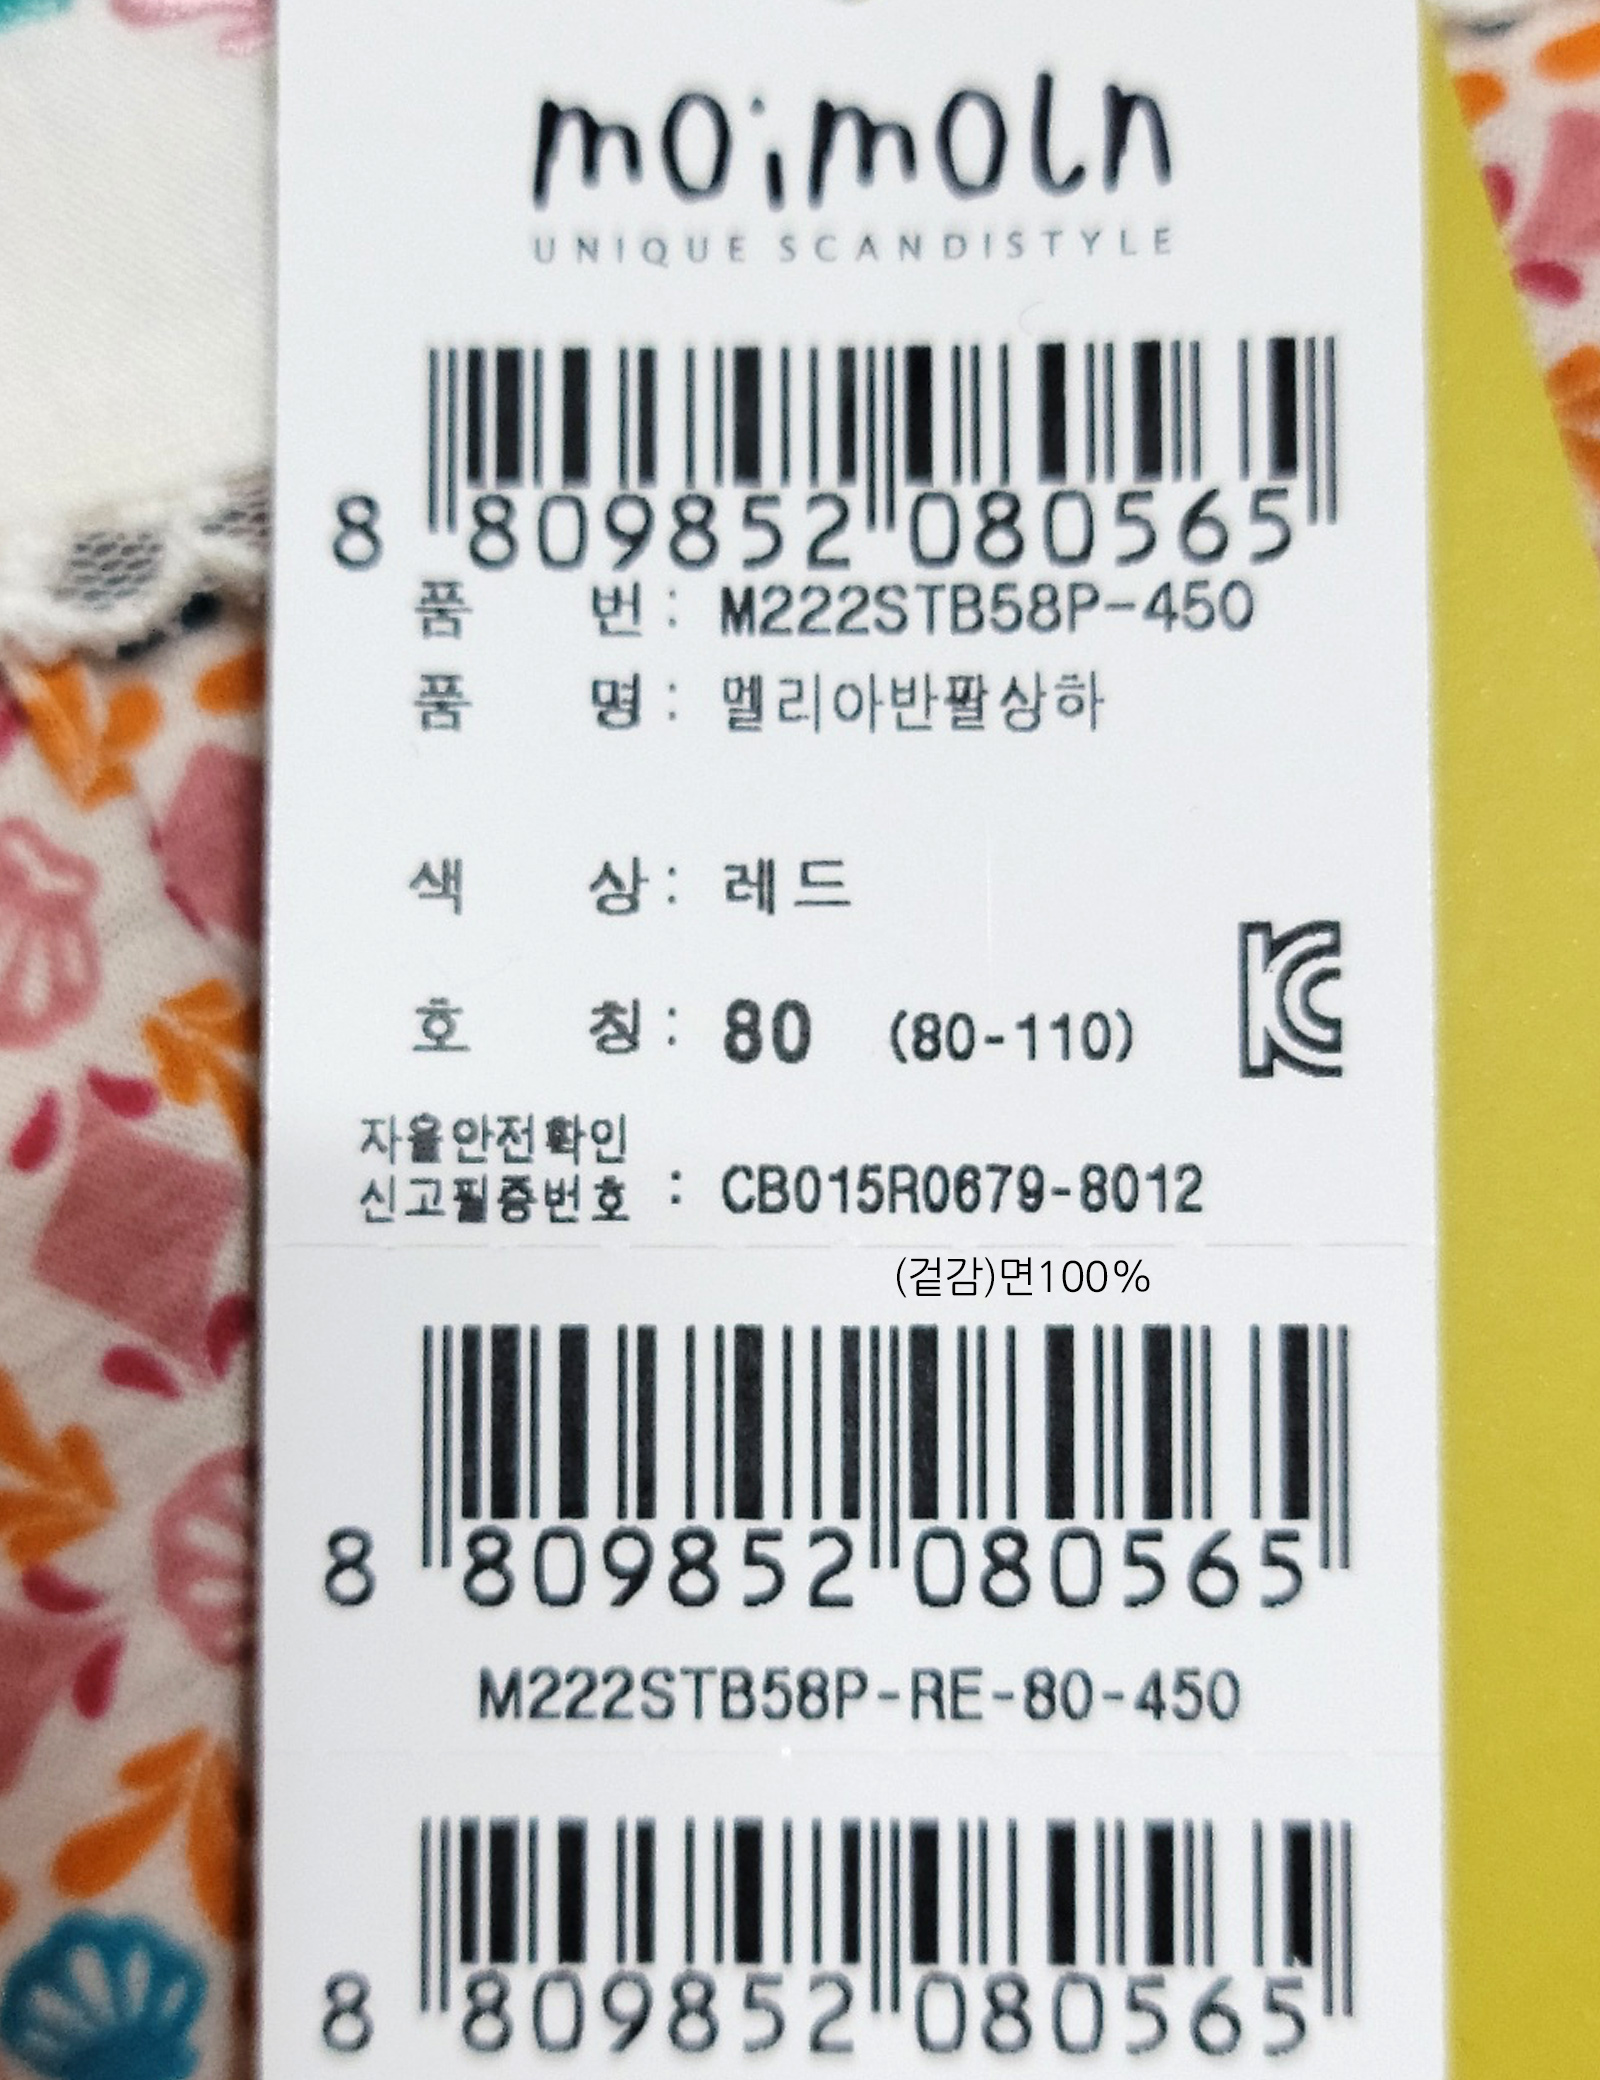 moimoln
UNIQUE SCANDISTYLE
8 809852 080565
품 번 : M222STB58P-450
품 명 : 멜리아반팔상하
색 상 : 레드
호 칭 : 80 (80-110)
KC
자율안전확인
신고필증번호 : CB015R0679-8012
(겉감)면100%
8 809852 080565
M222STB58P-RE-80-450
8 809852 080565